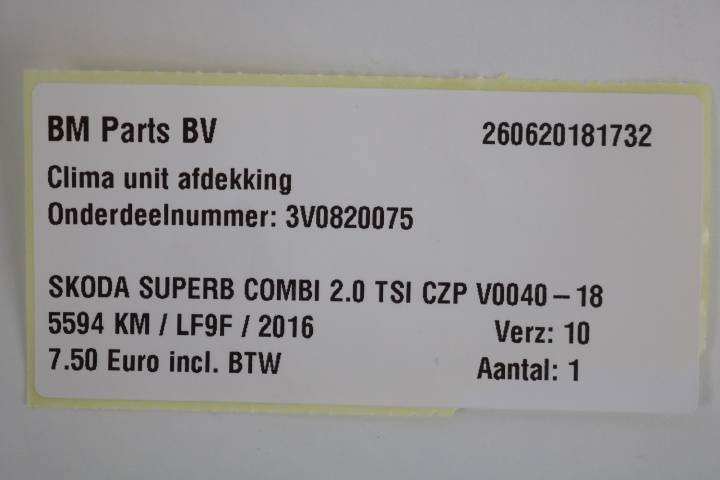 BM Parts BV 260620181732
Clima unit afdekking
Onderdeelnummer: 3V0820075
SKODA SUPERB COMBI 2.0 TSI CZP V0040 – 18
5594 KM / LF9F / 2016 Verz: 10
7.50 Euro incl. BTW Aantal: 1